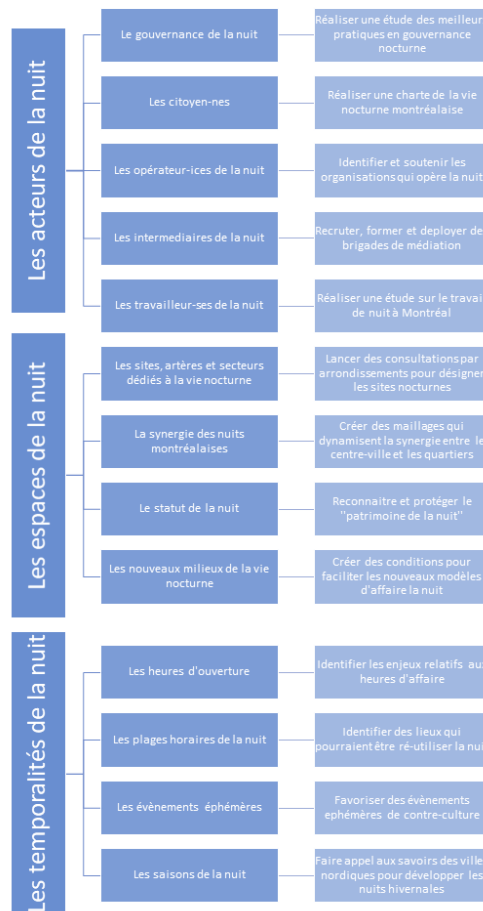 Les acteurs de la nuit
Le gouvernance de la nuit
Réaliser une étude des meilleur
pratiques en gouvernance
nocturne
Les citoyen-nes
Réaliser une charte de la vie
nocturne montréalaise
Les opérateur-ices de la nuit
Identifier et soutenir les
organisations qui opère la nuit
Les intermediaires de la nuit
Recruter, former et deployer de
brigades de médiation
Les travailleur-ses de la nuit
Réaliser une étude sur le travai
de nuit à Montréal
Les espaces de la nuit
Les sites, artères et secteurs
dédiés à la vie nocturne
Lancer des consultations par
arrondissements pour désigner
les sites nocturnes
La synergie des nuits
montréalaises
Créer des maillages qui
dynamisent la synergie entre le
centre-ville et les quartiers
Le statut de la nuit
Reconnaitre et protéger le
"patrimoine de la nuit"
Les nouveaux milieux de la vie
nocturne
Créer des conditions pour
faciliter les nouveaux modèles
d'affaire la nuit
Les temporalités de la nuit
Les heures d'ouverture
Identifier les enjeux relatifs aux
heures d'affaire
Les plages horaires de la nuit
Identifier des lieux qui
pourraient être ré-utiliser la nui
Les évènements éphémères
Favoriser des évènements
ephémères de contre-culture
Les saisons de la nuit
Faire appel aux savoirs des ville
nordiques pour développer les
nuits hivernales